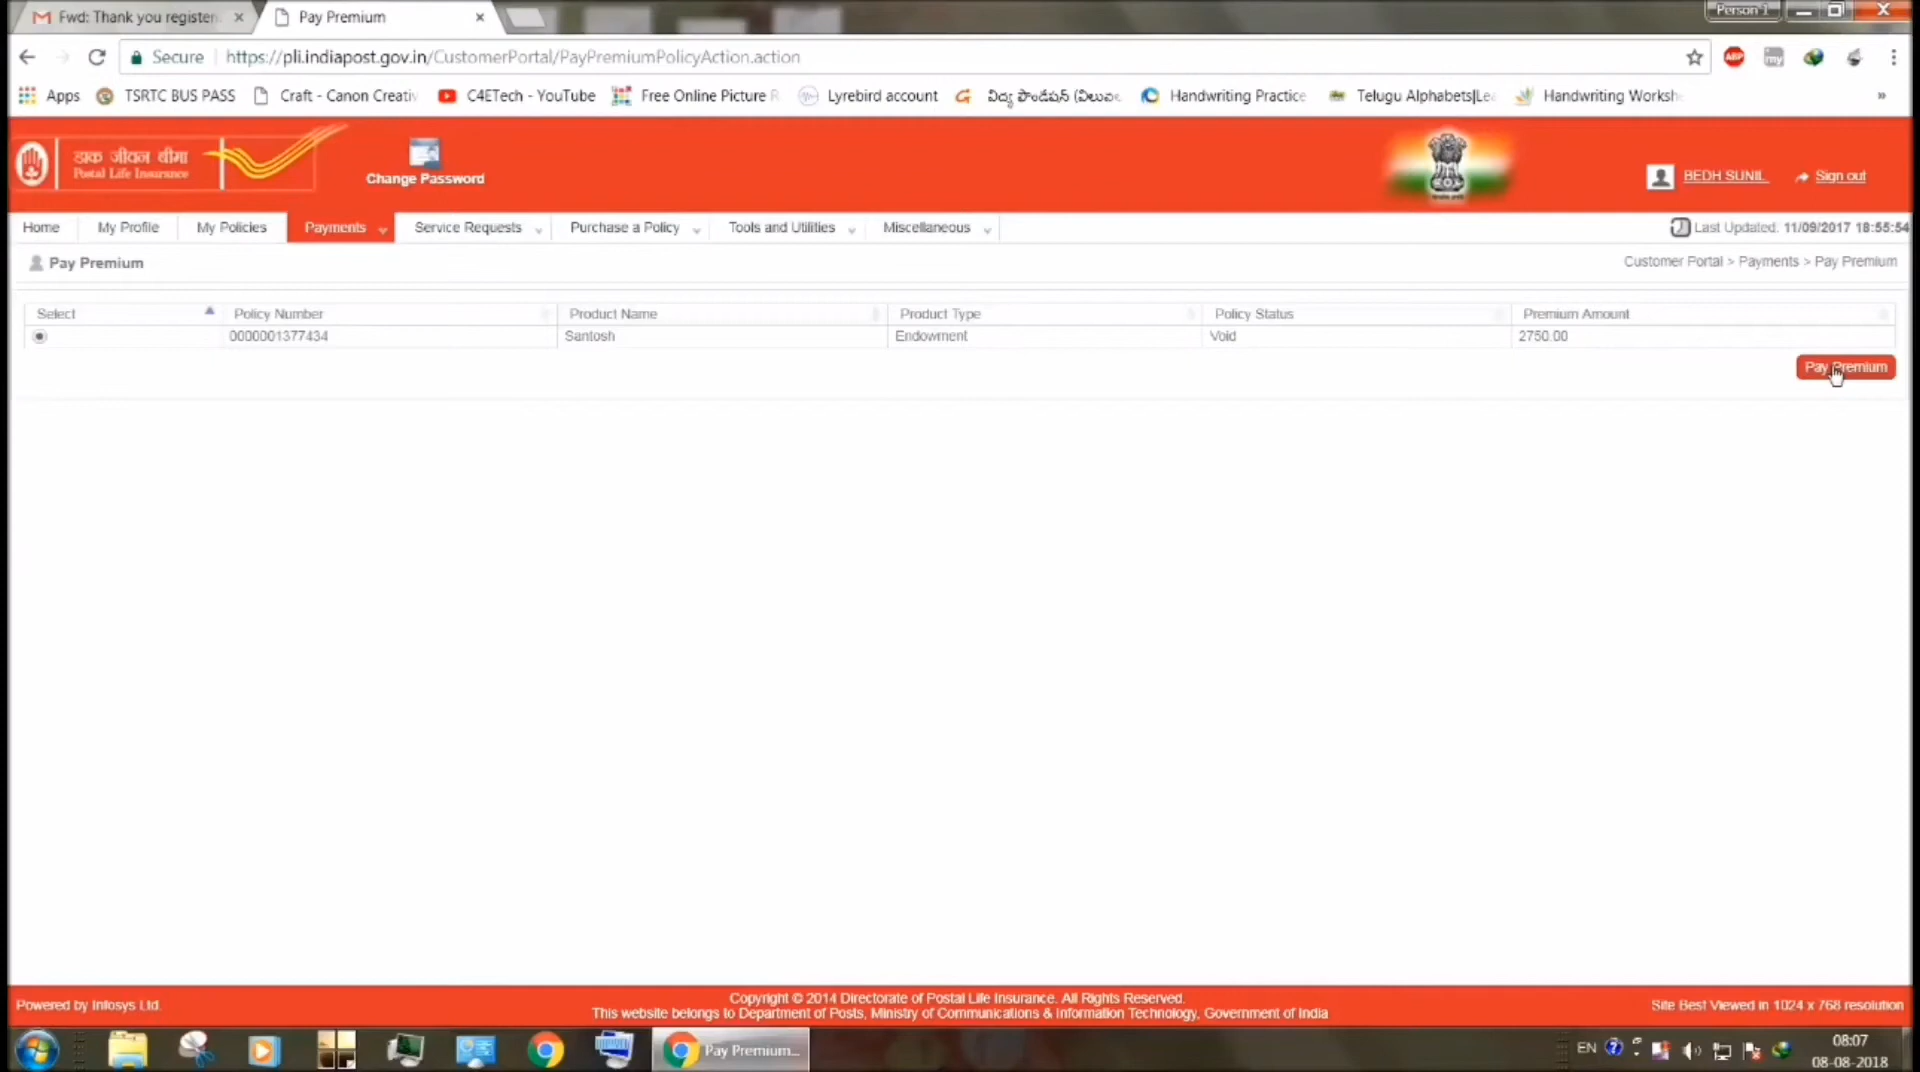 Fwd: Thank you register
Pay Premium
Person 1
Secure https://pli.indiapost.gov.in/CustomerPortal/PayPremiumPolicyAction.action
Apps TSRTC BUS PASS Craft - Canon Creativ C4ETech - YouTube Free Online Picture R Lyrebird account విద్య ఫౌండేషన్ (విలువ Handwriting Practice Telugu Alphabets|Le Handwriting Worksh »
डाक जीवन बीमा
Postal Life Insurance
Change Password
BEDH SUNIL Sign out
Home My Profile My Policies Payments Service Requests Purchase a Policy Tools and Utilities Miscellaneous Last Updated. 11/09/2017 18:55:54
Pay Premium Customer Portal > Payments > Pay Premium
Select Policy Number Product Name Product Type Policy Status Premium Amount
0000001377434 Santosh Endowment Void 2750.00
Pay Premium
Powered by Infosys Ltd.
Copyright © 2014 Directorate of Postal Life Insurance. All Rights Reserved.
This website belongs to Department of Posts, Ministry of Communications & Information Technology, Government of India
Site Best Viewed in 1024 x 768 resolution
Pay Premium...
EN
08:07
08-08-2018